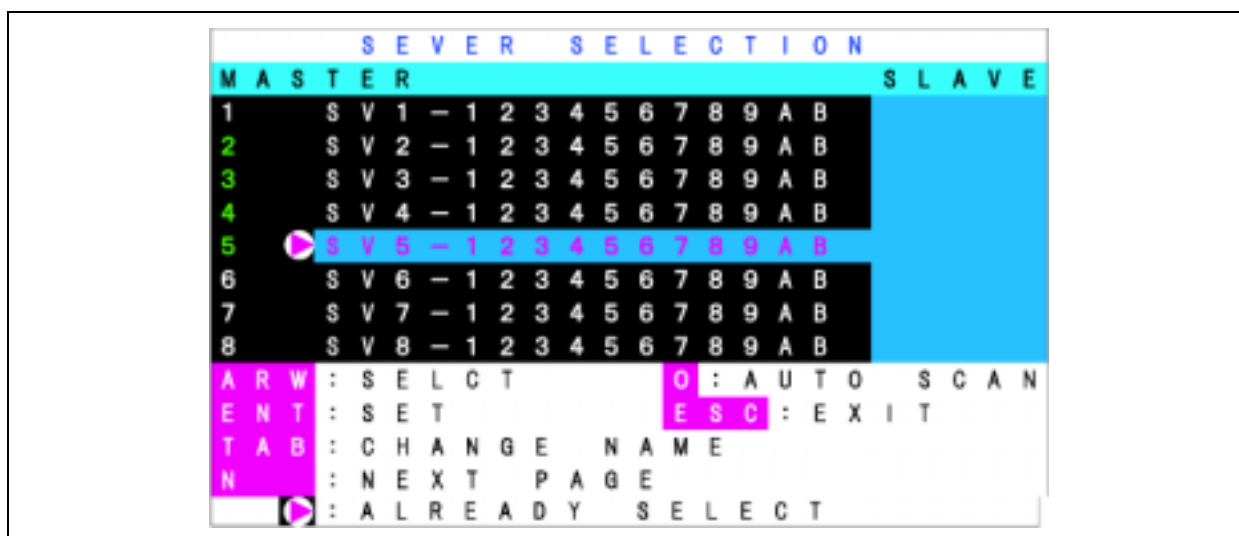 SEVER SELECTION
MASTER SLAVE
1 SV1-123456789AB
2 SV2-123456789AB
3 SV3-123456789AB
4 SV4-123456789AB
5 SV5-123456789AB
6 SV6-123456789AB
7 SV7-123456789AB
8 SV8-123456789AB
ARW:SELCT O:AUTO SCAN
ENT:SET ESC:EXIT
TAB:CHANGE NAME
N :NEXT PAGE
:ALREADY SELECT